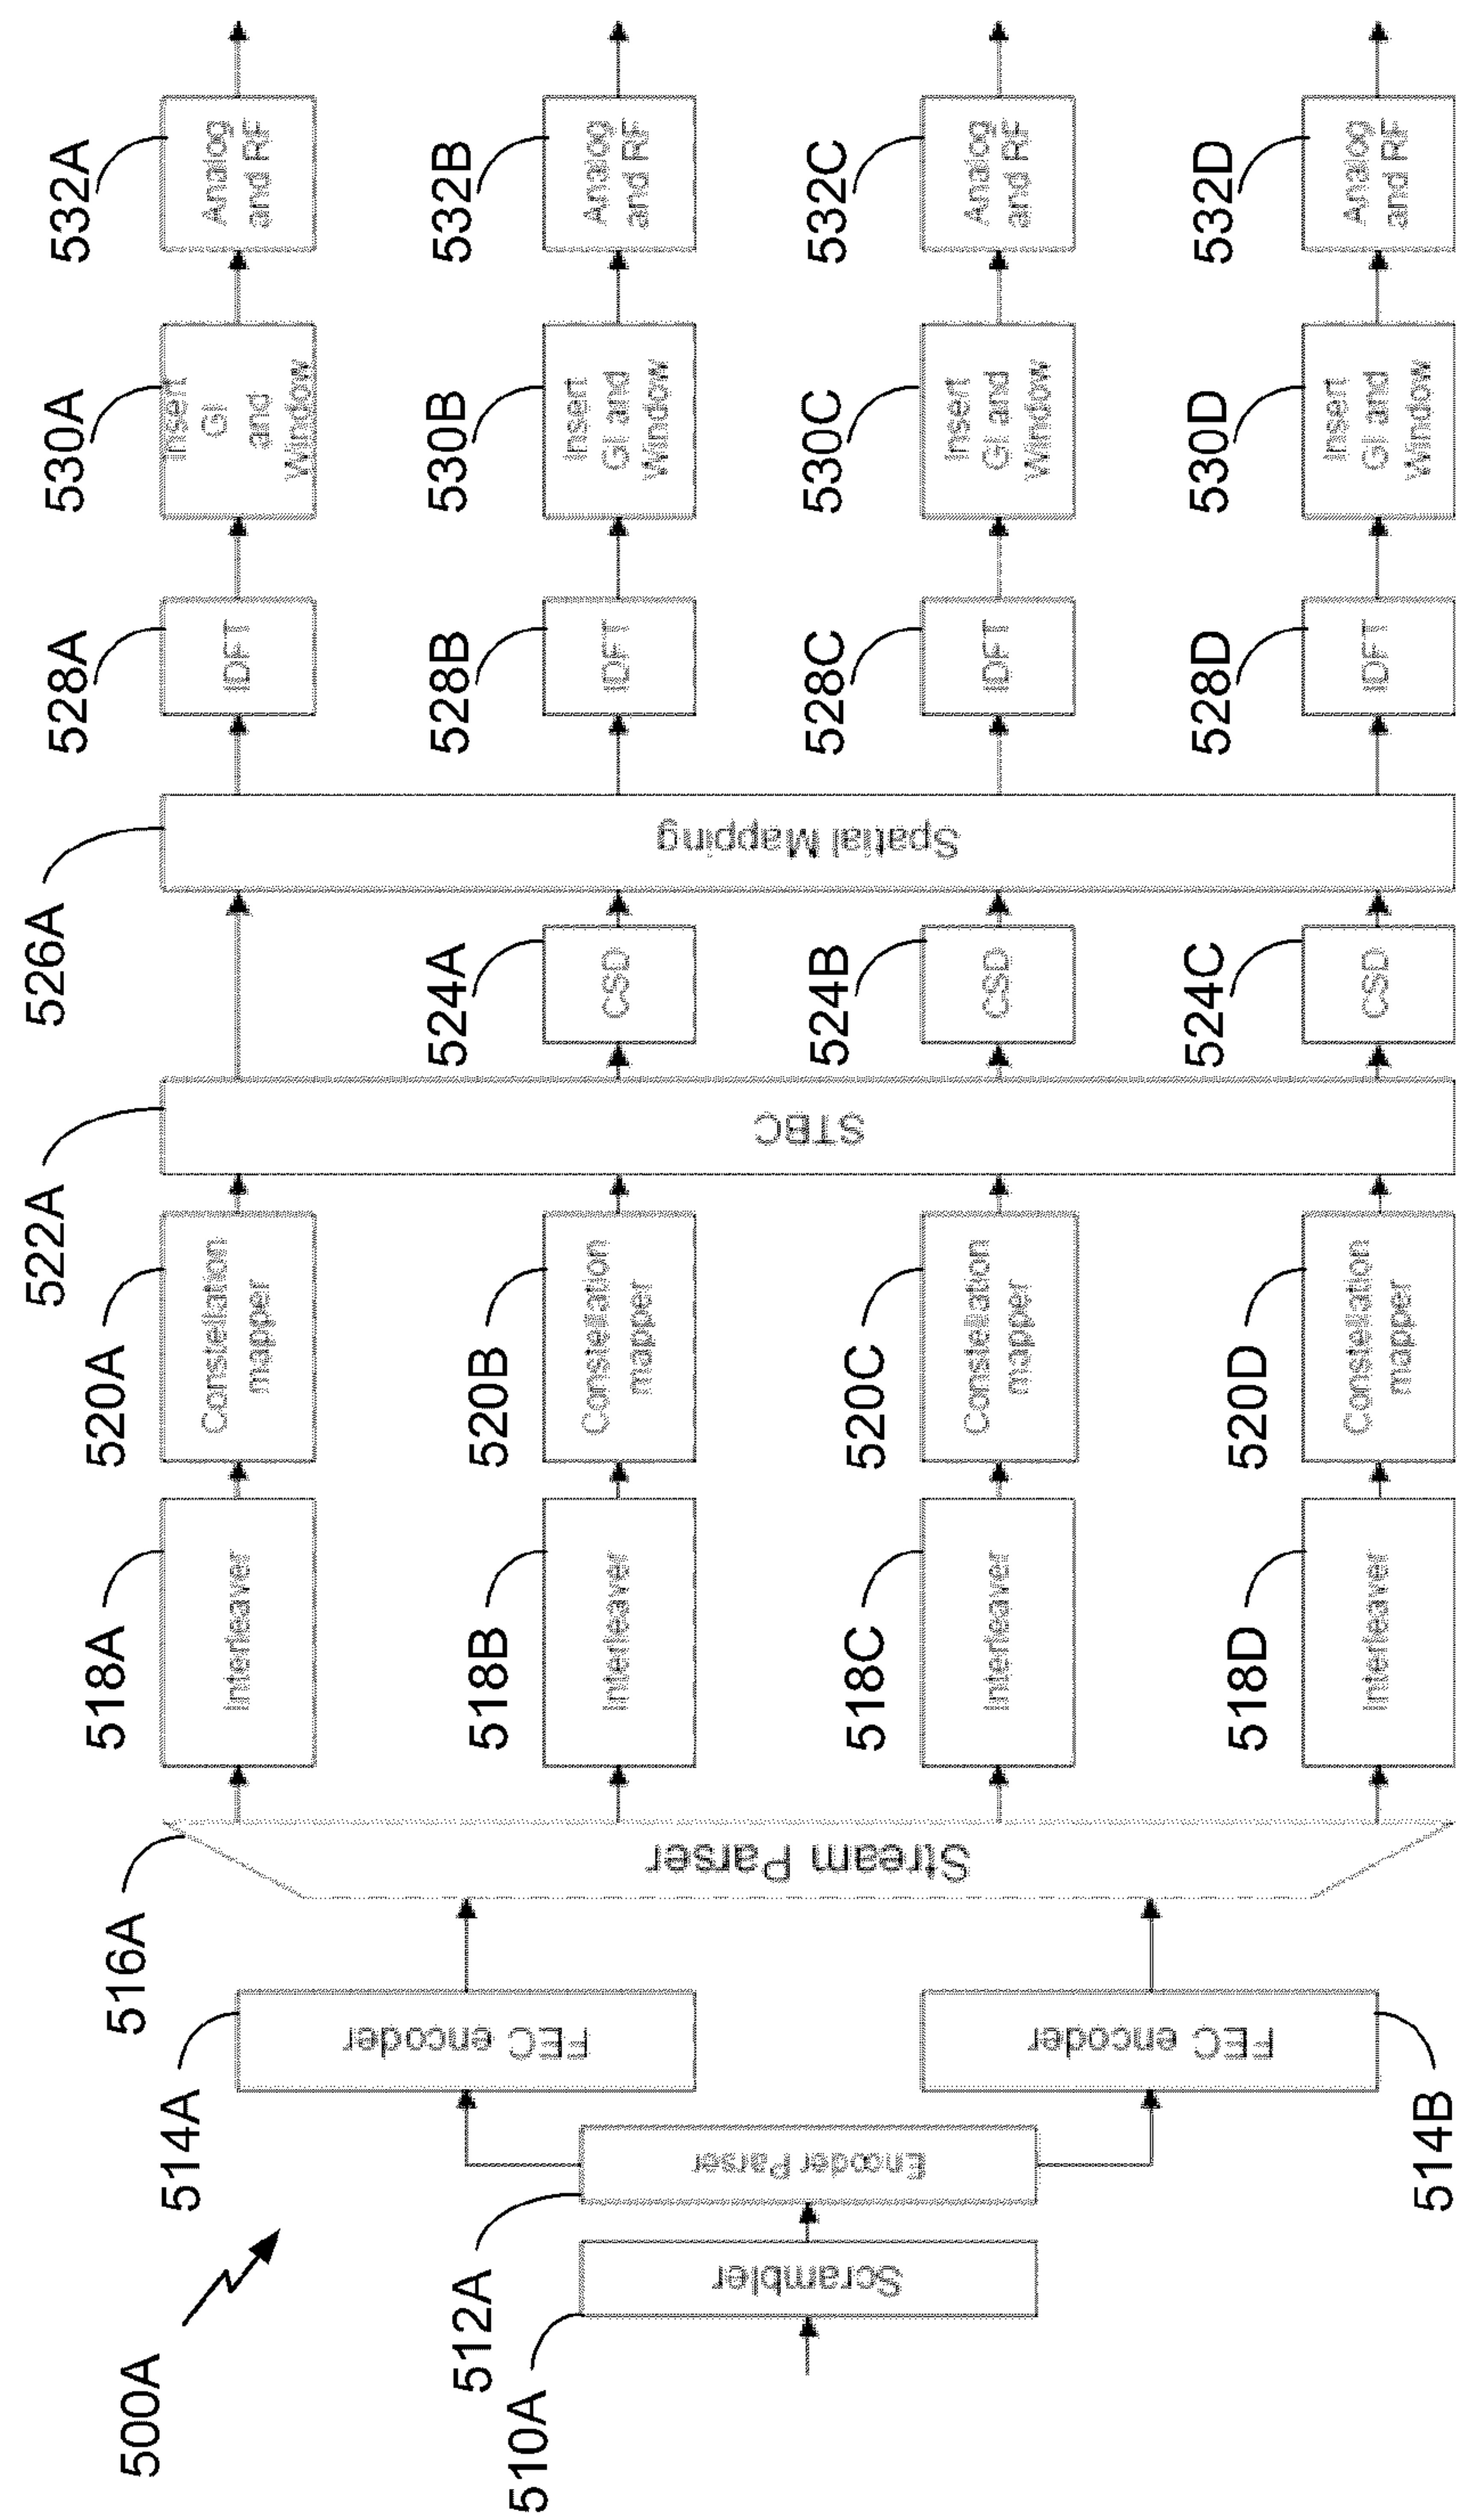 500A
510A
Scrambler
512A
Encoder Parser
514A
FEC encoder
514B
FEC encoder
516A
Stream Parser
518A
Interleaver
518B
Interleaver
518C
Interleaver
518D
Interleaver
520A
Constellation
mapper
520B
Constellation
mapper
520C
Constellation
mapper
520D
Constellation
mapper
522A
STBC
524A
CSD
524B
CSD
524C
CSD
526A
Spatial Mapping
528A
IDFT
528B
IDFT
528C
IDFT
528D
IDFT
530A
Insert
GI
and
Window
530B
Insert
GI and
Window
530C
Insert
GI and
Window
530D
Insert
GI and
Window
532A
Analog
and RF
532B
Analog
and RF
532C
Analog
and RF
532D
Analog
and RF